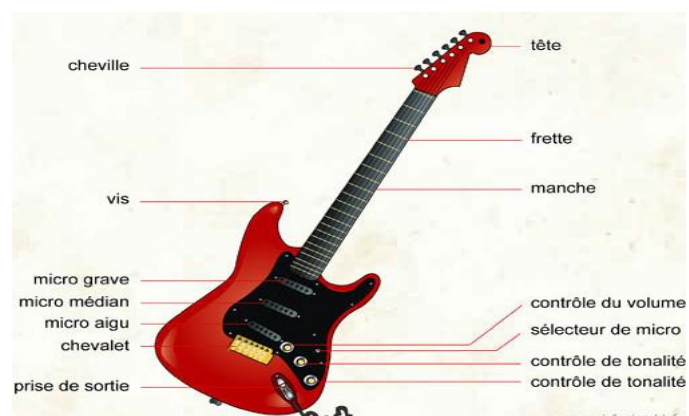 cheville
tête
frette
manche
vis
micro grave
micro médian
micro aigu
chevalet
prise de sortie
contrôle du volume
sélecteur de micro
contrôle de tonalité
contrôle de tonalité